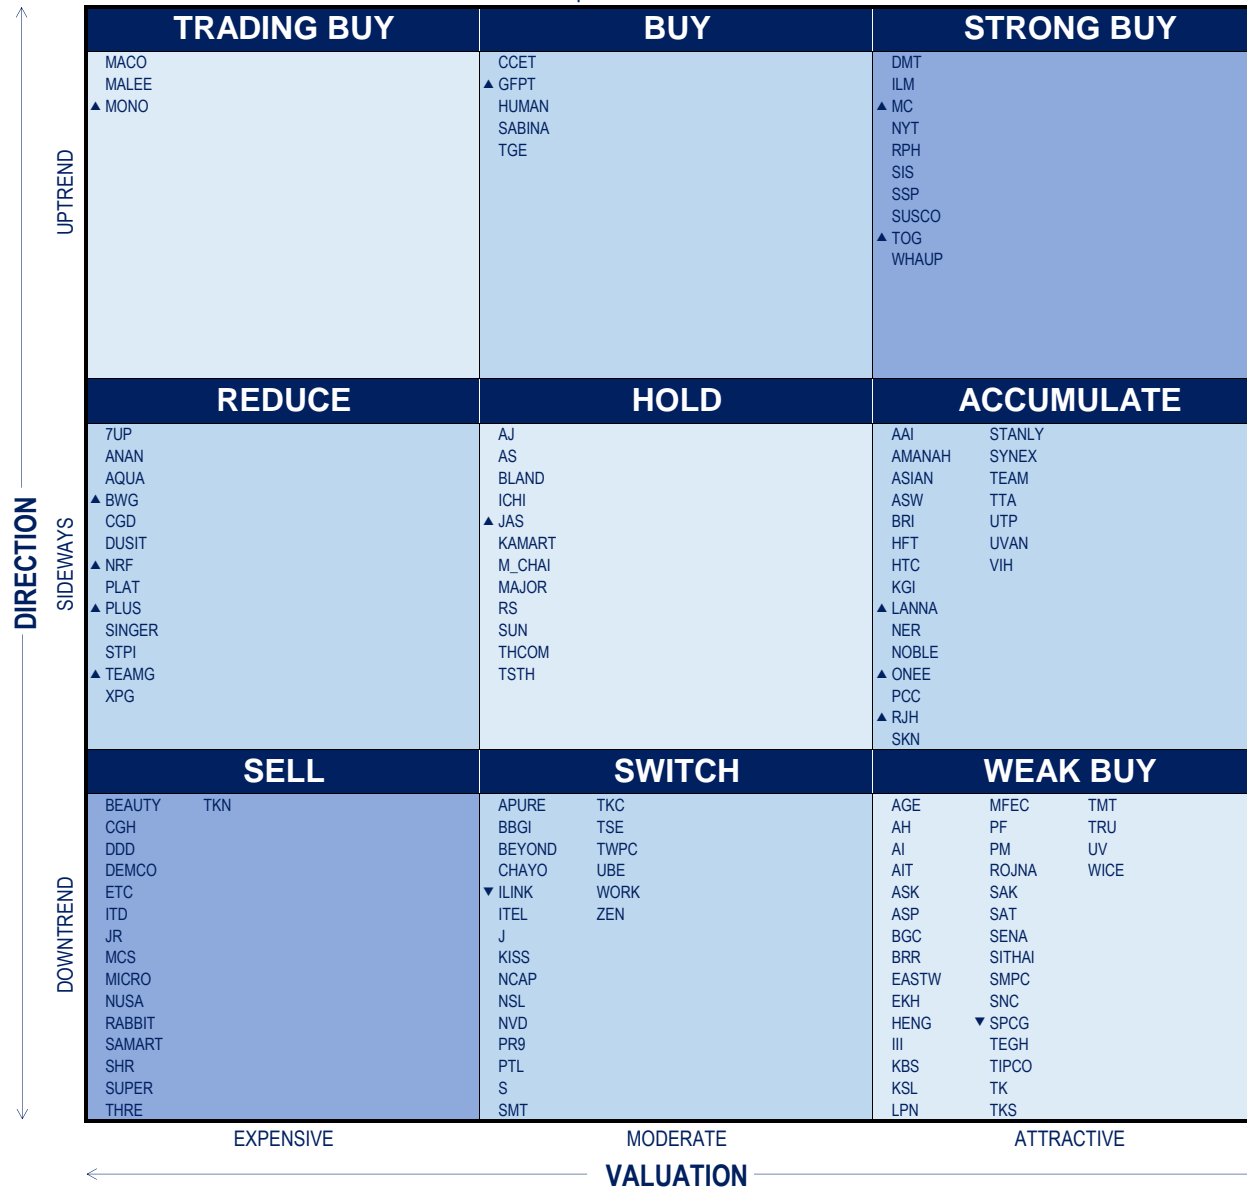 TRADING BUY
MACO
MALEE
▲ MONO
BUY
CCET
▲ GFPT
HUMAN
SABINA
TGE
STRONG BUY
DMT
ILM
▲ MC
NYT
RPH
SIS
SSP
SUSCO
▲ TOG
WHAUP
UPTREND
REDUCE
7UP
ANAN
AQUA
▲ BWG
CGD
DUSIT
▲ NRF
PLAT
▲ PLUS
SINGER
STPI
▲ TEAMG
XPG
HOLD
AJ
AS
BLAND
ICHI
▲ JAS
KAMART
M_CHAI
MAJOR
RS
SUN
THCOM
TSTH
ACCUMULATE
AAI STANLY
AMANAH SYNEX
ASIAN TEAM
ASW TTA
BRI UTP
HFT UVAN
HTC VIH
KGI
▲ LANNA
NER
NOBLE
▲ ONEE
PCC
▲ RJH
SKN
DIRECTION
SIDEWAYS
SELL
BEAUTY TKN
CGH
DDD
DEMCO
ETC
ITD
JR
MCS
MICRO
NUSA
RABBIT
SAMART
SHR
SUPER
THRE
SWITCH
APURE TKC
BBGI TSE
BEYOND TWPC
CHAYO UBE
▼ ILINK WORK
ITEL ZEN
J
KISS
NCAP
NSL
NVD
PR9
PTL
S
SMT
WEAK BUY
AGE MFEC TMT
AH PF TRU
AI PM UV
AIT ROJNA WICE
ASK SAK
ASP SAT
BGC SENA
BRR SITHAI
EASTW SMPC
EKH SNC
HENG ▼ SPCG
III TEGH
KBS TIPCO
KSL TK
LPN TKS
DOWNTREND
EXPENSIVE MODERATE ATTRACTIVE
VALUATION